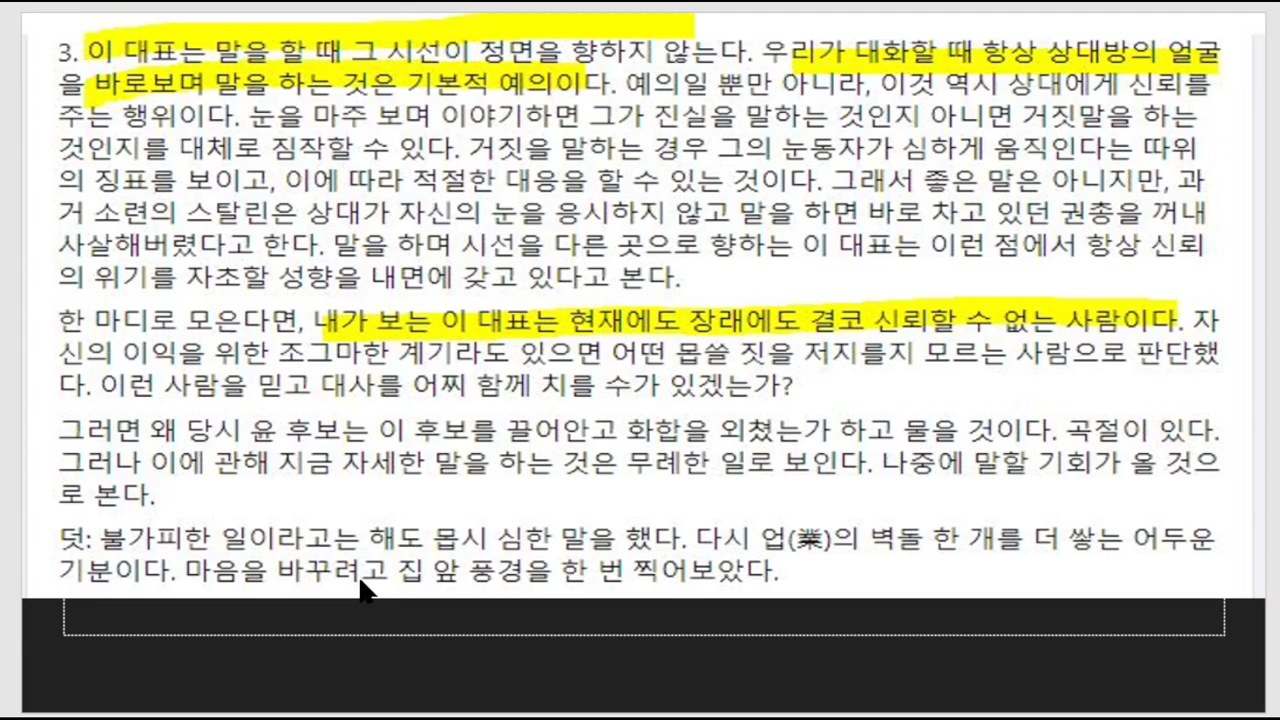 3. 이 대표는 말을 할 때 그 시선이 정면을 향하지 않는다. 우리가 대화할 때 항상 상대방의 얼굴
을 바로보며 말을 하는 것은 기본적 예의이다. 예의일 뿐만 아니라, 이것 역시 상대에게 신뢰를
주는 행위이다. 눈을 마주 보며 이야기하면 그가 진실을 말하는 것인지 아니면 거짓말을 하는
것인지를 대체로 짐작할 수 있다. 거짓을 말하는 경우 그의 눈동자가 심하게 움직인다는 따위
의 징표를 보이고, 이에 따라 적절한 대응을 할 수 있는 것이다. 그래서 좋은 말은 아니지만, 과
거 소련의 스탈린은 상대가 자신의 눈을 응시하지 않고 말을 하면 바로 차고 있던 권총을 꺼내
사살해버렸다고 한다. 말을 하며 시선을 다른 곳으로 향하는 이 대표는 이런 점에서 항상 신뢰
의 위기를 자초할 성향을 내면에 갖고 있다고 본다.
한 마디로 모은다면, 내가 보는 이 대표는 현재에도 장래에도 결코 신뢰할 수 없는 사람이다. 자
신의 이익을 위한 조그마한 계기라도 있으면 어떤 몹쓸 짓을 저지를지 모르는 사람으로 판단했
다. 이런 사람을 믿고 대사를 어찌 함께 치를 수가 있겠는가?
그러면 왜 당시 윤 후보는 이 후보를 끌어안고 화합을 외쳤는가 하고 물을 것이다. 곡절이 있다.
그러나 이에 관해 지금 자세한 말을 하는 것은 무례한 일로 보인다. 나중에 말할 기회가 올 것으
로 본다.
덧: 불가피한 일이라고는 해도 몹시 심한 말을 했다. 다시 업(業)의 벽돌 한 개를 더 쌓는 어두운
기분이다. 마음을 바꾸려고 집 앞 풍경을 한 번 찍어보았다.